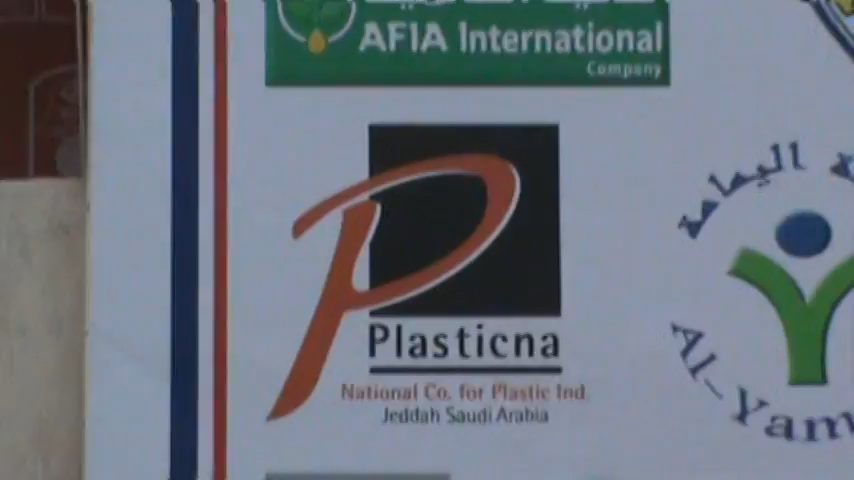 AFIA International
Company
Plasticna
National Co. for Plastic Ind.
Jeddah Saudi Arabia
اليمامة
Al-Yam